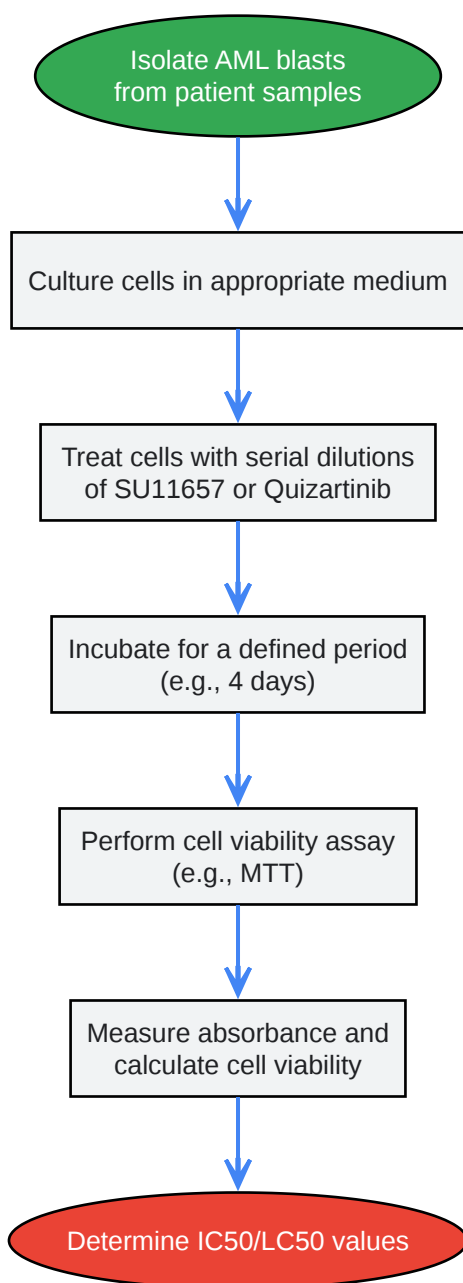 Isolate AML blasts
from patient samples
Culture cells in appropriate medium
Treat cells with serial dilutions
of SU11657 or Quizartinib
Incubate for a defined period
(e.g., 4 days)
Perform cell viability assay
(e.g., MTT)
Measure absorbance and
calculate cell viability
Determine IC50/LC50 values